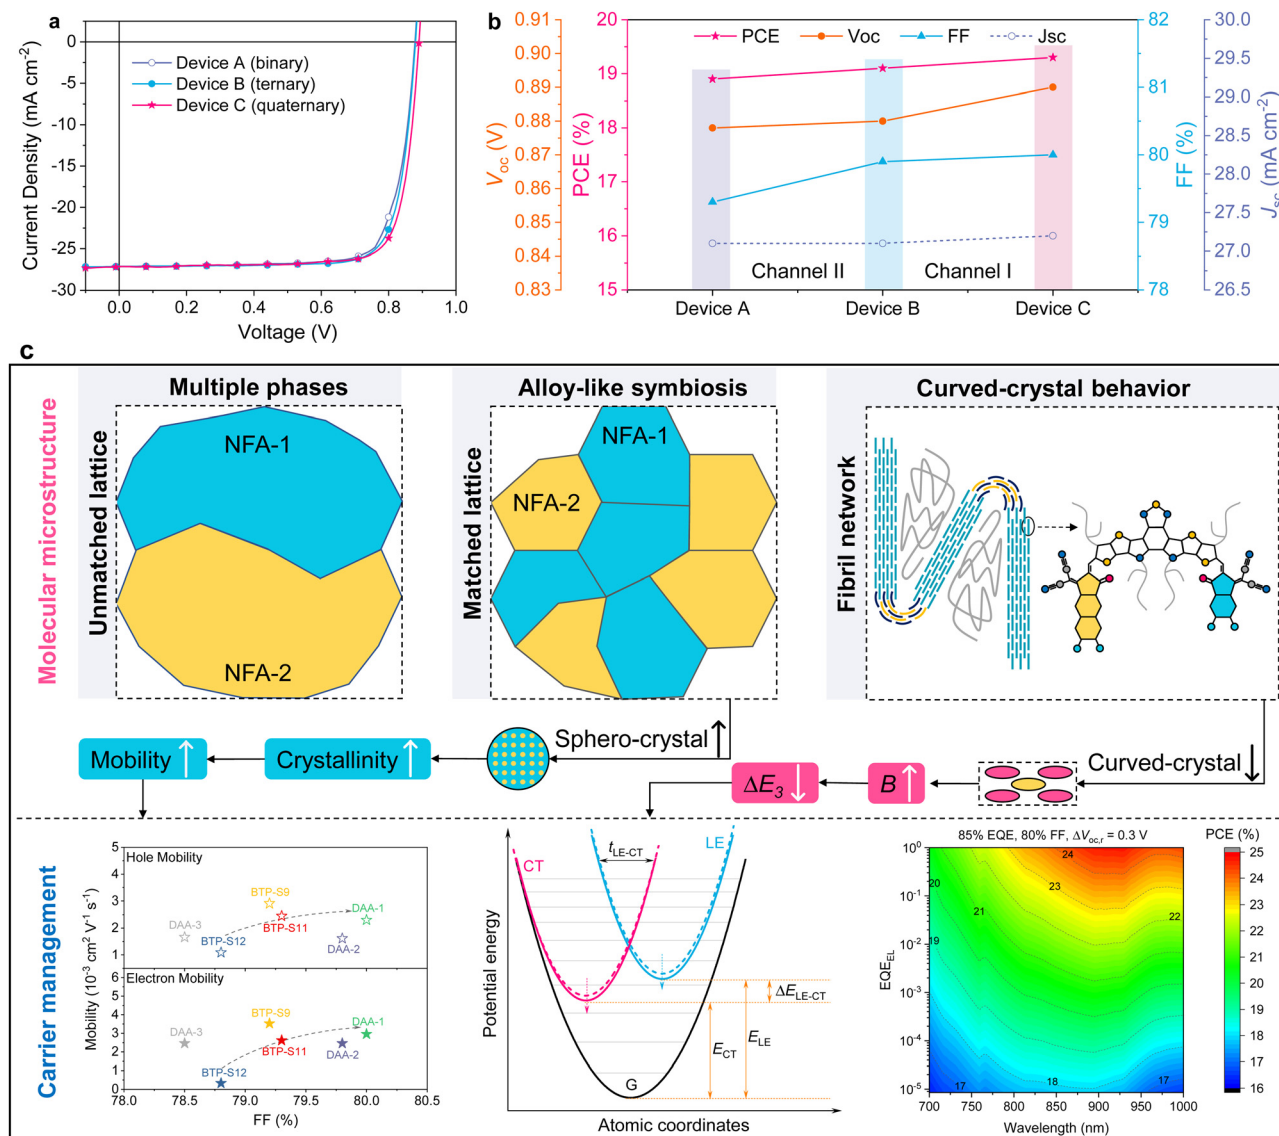 a
Current Density (mA cm⁻²)
0
-5
-10
-15
-20
-25
-30
Device A (binary)
Device B (ternary)
Device C (quaternary)
0.0
0.2
0.4
0.6
0.8
1.0
Voltage (V)
b
0.91
0.90
0.89
0.88
0.87
0.86
0.85
0.84
0.83
Voc (V)
20
19
18
17
16
15
PCE (%)
PCE
Voc
FF
Jsc
Channel II
Channel I
Device A
Device B
Device C
82
81
80
79
78
FF (%)
30.0
29.5
29.0
28.5
28.0
27.5
27.0
26.5
Jsc (mA cm⁻²)
c
Molecular microstructure
Multiple phases
Unmatched lattice
NFA-1
NFA-2
Alloy-like symbiosis
Matched lattice
NFA-1
NFA-2
Curved-crystal behavior
Fibril network
Sphero-crystal
Crystallinity
Mobility
Curved-crystal
B
ΔE₃
Carrier management
Mobility (10⁻³ cm² V⁻¹ s⁻¹)
5
4
3
2
1
Hole Mobility
BTP-S9
DAA-3
BTP-S12
BTP-S11
DAA-1
DAA-2
5
4
3
2
1
0
Electron Mobility
BTP-S9
DAA-3
BTP-S12
BTP-S11
DAA-1
DAA-2
78.0
78.5
79.0
79.5
80.0
80.5
FF (%)
Potential energy
CT
tLE-CT
LE
ΔELE-CT
ECT
ELE
G
Atomic coordinates
85% EQE, 80% FF, ΔVoc,r = 0.3 V
EQEEL
10⁰
10⁻¹
10⁻²
10⁻³
10⁻⁴
10⁻⁵
20
19
21
24
23
22
17
18
17
700
750
800
850
900
950
1000
Wavelength (nm)
PCE (%)
25
24
23
22
21
20
19
18
17
16